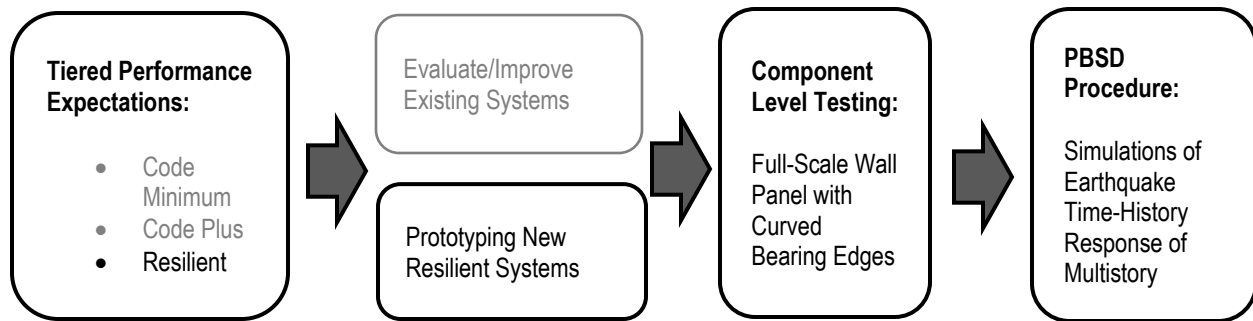 Tiered Performance
Expectations:
● Code
Minimum
● Code Plus
● Resilient
Evaluate/Improve
Existing Systems
Prototyping New
Resilient Systems
Component
Level Testing:
Full-Scale Wall
Panel with
Curved
Bearing Edges
PBSD
Procedure:
Simulations of
Earthquake
Time-History
Response of
Multistory